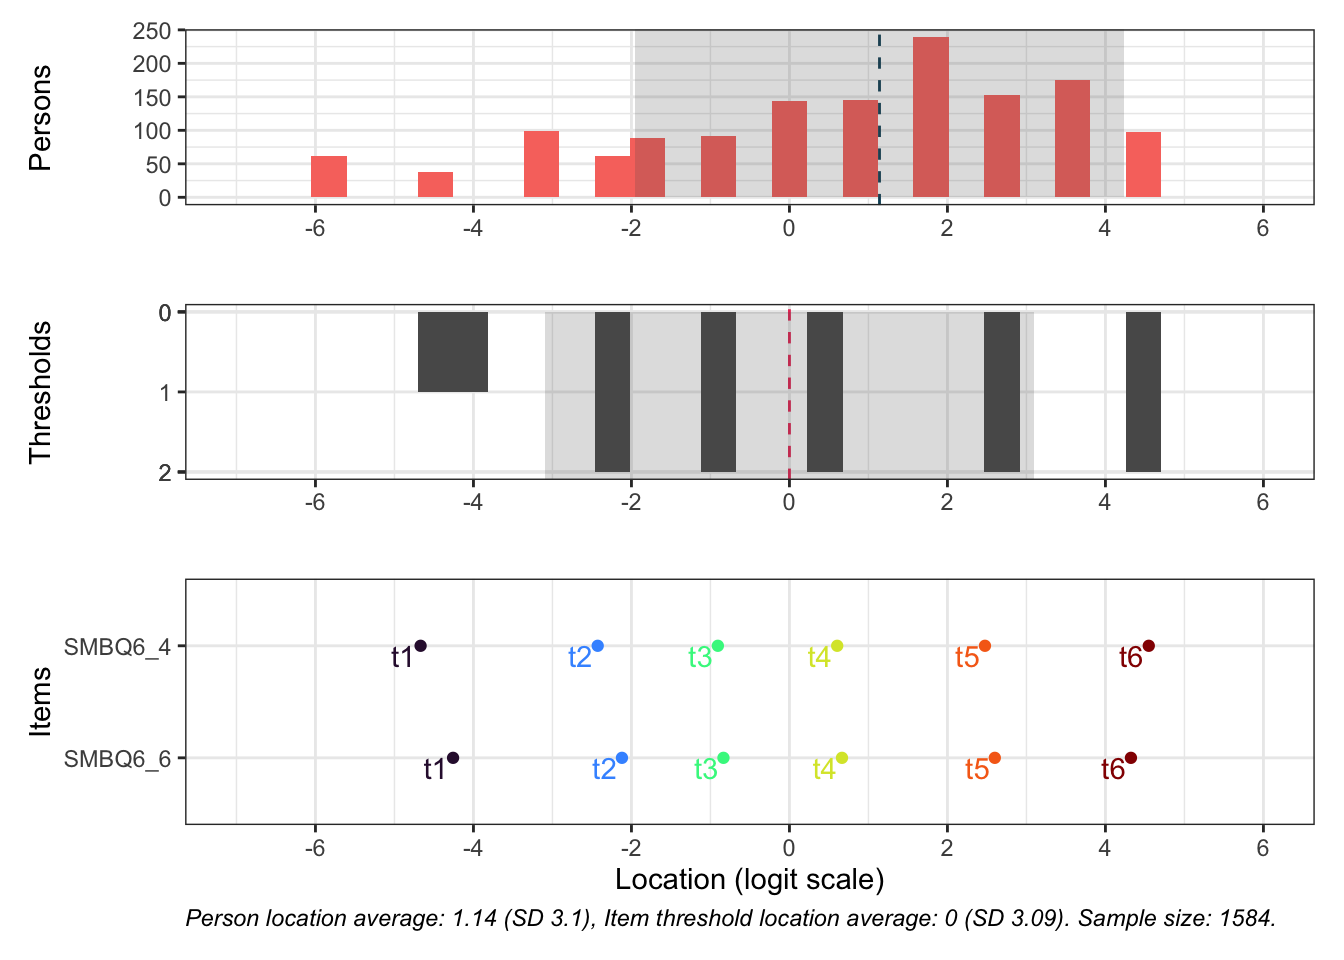 Persons
250
200
150
100
50
0
-6 -4 -2 0 2 4 6
Thresholds
0
1
2
-6 -4 -2 0 2 4 6
Items
SMBQ6_4
t1 t2 t3 t4 t5 t6
SMBQ6_6
t1 t2 t3 t4 t5 t6
-6 -4 -2 0 2 4 6
Location (logit scale)
Person location average: 1.14 (SD 3.1), Item threshold location average: 0 (SD 3.09). Sample size: 1584.